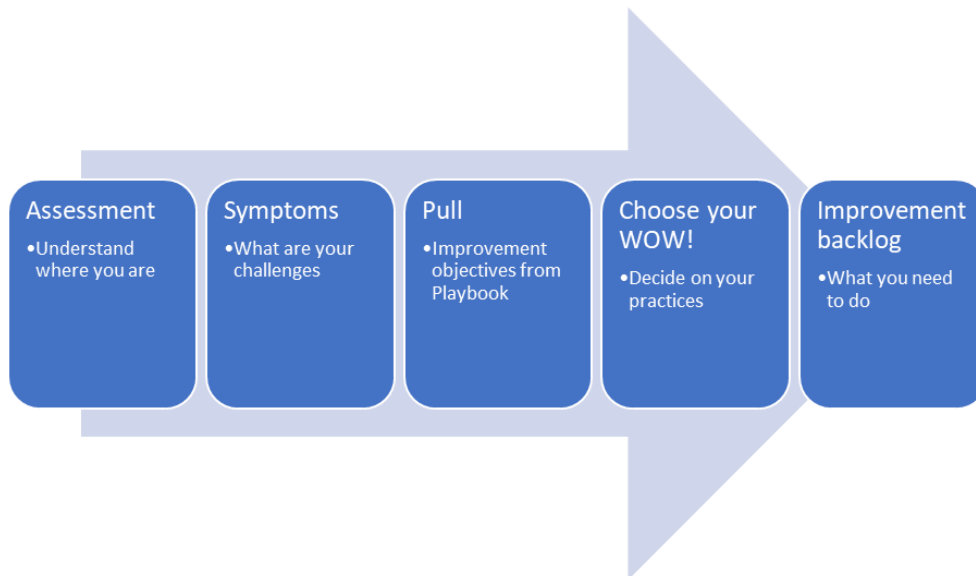 Assessment
•Understand
where you are
Symptoms
•What are your
challenges
Pull
•Improvement
objectives from
Playbook
Choose your
WOW!
•Decide on your
practices
Improvement
backlog
•What you need
to do